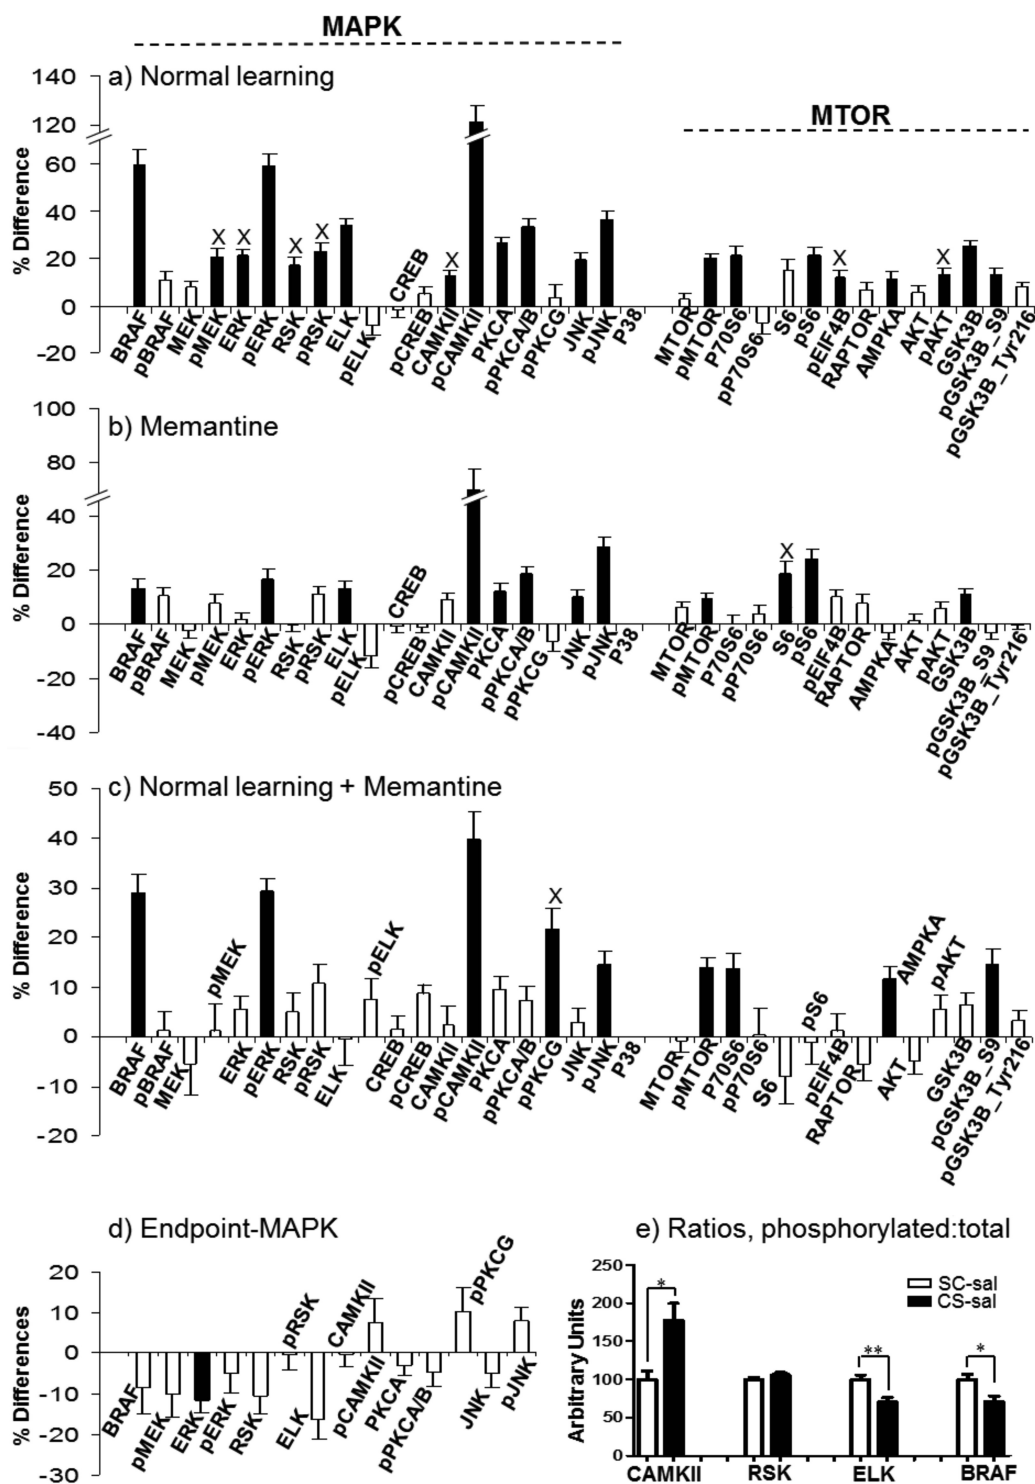 MAPK
a) Normal learning
MTOR
140
120
60
40
20
0
-20
% Difference
X X X X X X X
BRAF pBRAF MEK pMEK ERK pERK RSK pRSK ELK pELK CREB pCREB CAMKII pCAMKII PKCA pPKCA/B pPKCG JNK pJNK P38 MTOR pMTOR P70S6 pP70S6 S6 pS6 pEIF4B RAPTOR AMPKA AKT pAKT GSK3B pGSK3B_S9 pGSK3B_Tyr216
b) Memantine
100
80
40
20
0
-20
-40
% Difference
X
BRAF pBRAF MEK pMEK ERK pERK RSK pRSK ELK pELK CREB pCREB CAMKII pCAMKII PKCA pPKCA/B pPKCG JNK pJNK P38 MTOR pMTOR P70S6 pP70S6 S6 pS6 pEIF4B RAPTOR AMPKA AKT pAKT GSK3B pGSK3B_S9 pGSK3B_Tyr216
c) Normal learning + Memantine
50
40
30
20
10
0
-10
-20
% Difference
X
BRAF pBRAF MEK pMEK ERK pERK RSK pRSK ELK pELK CREB pCREB CAMKII pCAMKII PKCA pPKCA/B pPKCG JNK pJNK P38 MTOR pMTOR P70S6 pP70S6 S6 pS6 pEIF4B RAPTOR AMPKA AKT pAKT GSK3B pGSK3B_S9 pGSK3B_Tyr216
d) Endpoint-MAPK
20
10
0
-10
-20
-30
% Differences
BRAF pMEK ERK pERK RSK pRSK ELK CAMKII pCAMKII PKCA pPKCA/B pPKCG JNK pJNK
e) Ratios, phosphorylated:total
250
200
150
100
50
0
Arbitrary Units
SC-sal
CS-sal
* ** *
CAMKII RSK ELK BRAF